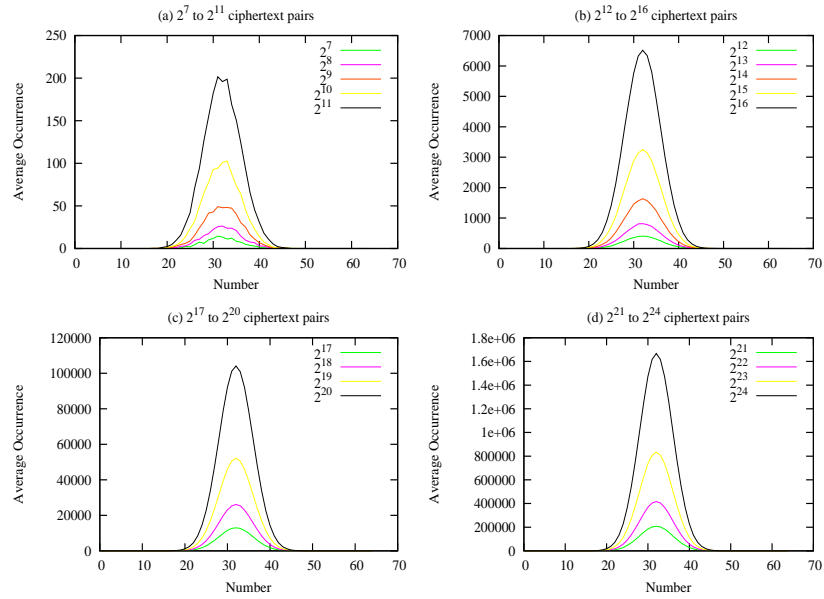 (a) 2^7 to 2^11 ciphertext pairs
250
200
150
100
50
0
0 10 20 30 40 50 60 70
Average Occurrence
Number
2^7
2^8
2^9
2^10
2^11
(b) 2^12 to 2^16 ciphertext pairs
7000
6000
5000
4000
3000
2000
1000
0
0 10 20 30 40 50 60 70
Average Occurrence
Number
2^12
2^13
2^14
2^15
2^16
(c) 2^17 to 2^20 ciphertext pairs
120000
100000
80000
60000
40000
20000
0
0 10 20 30 40 50 60 70
Average Occurrence
Number
2^17
2^18
2^19
2^20
(d) 2^21 to 2^24 ciphertext pairs
1.8e+06
1.6e+06
1.4e+06
1.2e+06
1e+06
800000
600000
400000
200000
0
0 10 20 30 40 50 60 70
Average Occurrence
Number
2^21
2^22
2^23
2^24